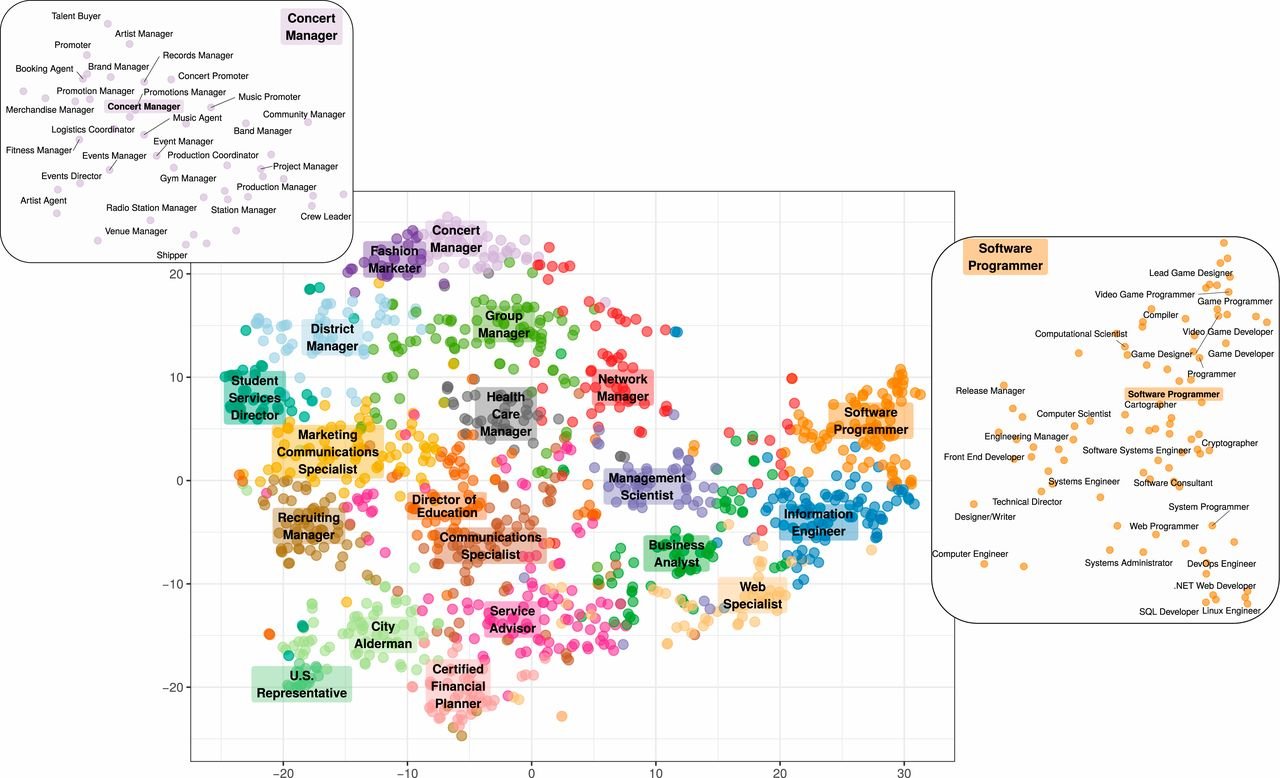 Talent Buyer
Concert
Manager
Artist Manager
Promoter
Records Manager
Booking Agent
Brand Manager
Concert Promoter
Promotion Manager
Promotions Manager
Music Promoter
Merchandise Manager
Concert Manager
Community Manager
Music Agent
Logistics Coordinator
Band Manager
Event Manager
Fitness Manager
Events Manager
Production Coordinator
Project Manager
Events Director
Gym Manager
Production Manager
Artist Agent
Radio Station Manager
Station Manager
Crew Leader
Venue Manager
Shipper
Concert
Manager
Fashion
Marketer
Group
Manager
District
Manager
Student
Services
Director
Network
Manager
Health
Care
Manager
Software
Programmer
Marketing
Communications
Specialist
Management
Scientist
Director of
Education
Information
Engineer
Recruiting
Manager
Communications
Specialist
Business
Analyst
Web
Specialist
Service
Advisor
City
Alderman
U.S.
Representative
Certified
Financial
Planner
20
10
0
−10
−20
−20
−10
0
10
20
30
Software
Programmer
Lead Game Designer
Video Game Programmer
Game Programmer
Compiler
Computational Scientist
Video Game Developer
Game Designer
Game Developer
Programmer
Release Manager
Software Programmer
Cartographer
Computer Scientist
Engineering Manager
Cryptographer
Front End Developer
Software Systems Engineer
Systems Engineer
Software Consultant
Technical Director
System Programmer
Designer/Writer
Web Programmer
Computer Engineer
Systems Administrator
DevOps Engineer
.NET Web Developer
SQL Developer
Linux Engineer